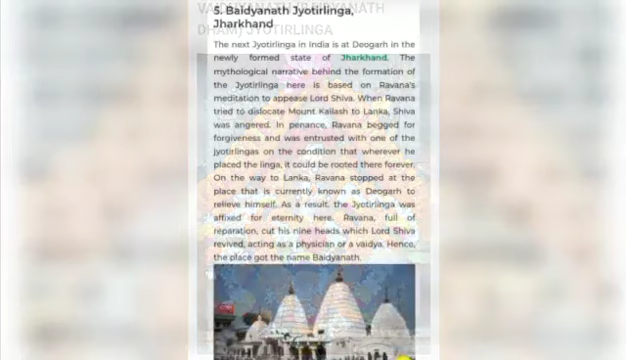 VAIDYANATH (BAIDYANATH
DHAM) JYOTIRLINGA
5. Baidyanath Jyotirlinga,
Jharkhand
The next Jyotirlinga in India is at Deogarh in the
newly formed state of Jharkhand. The
mythological narrative behind the formation of
the Jyotirlinga here is based on Ravana's
meditation to appease Lord Shiva. When Ravana
tried to dislocate Mount Kailash to Lanka, Shiva
was angered. In penance, Ravana begged for
forgiveness and was entrusted with one of the
jyotirlingas on the condition that wherever he
placed the linga, it could be rooted there forever.
On the way to Lanka, Ravana stopped at the
place that is currently known as Deogarh to
relieve himself. As a result, the Jyotirlinga was
affixed for eternity here. Ravana, full of
reparation, cut his nine heads which Lord Shiva
revived, acting as a physician or a vaidya. Hence,
the place got the name Baidyanath.